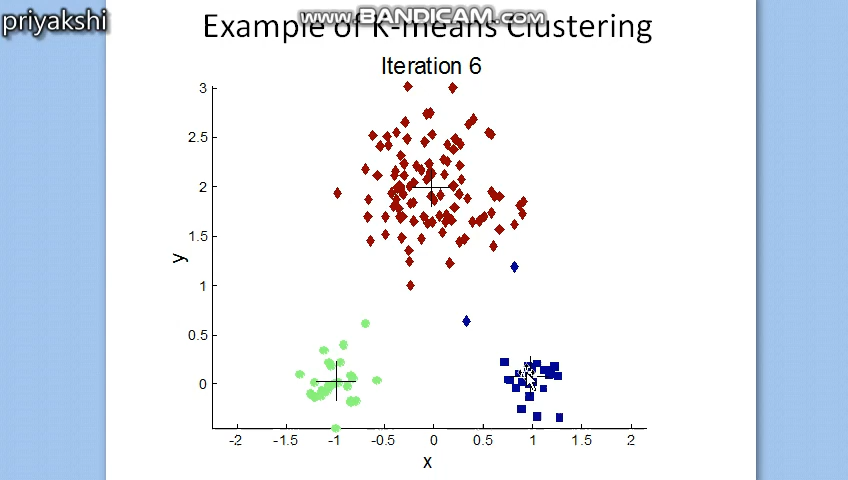 priyakshi
www.BANDICAM.com
Example of K-means Clustering
Iteration 6
3
2.5
2
1.5
1
0.5
0
y
-2 -1.5 -1 -0.5 0 0.5 1 1.5 2
x